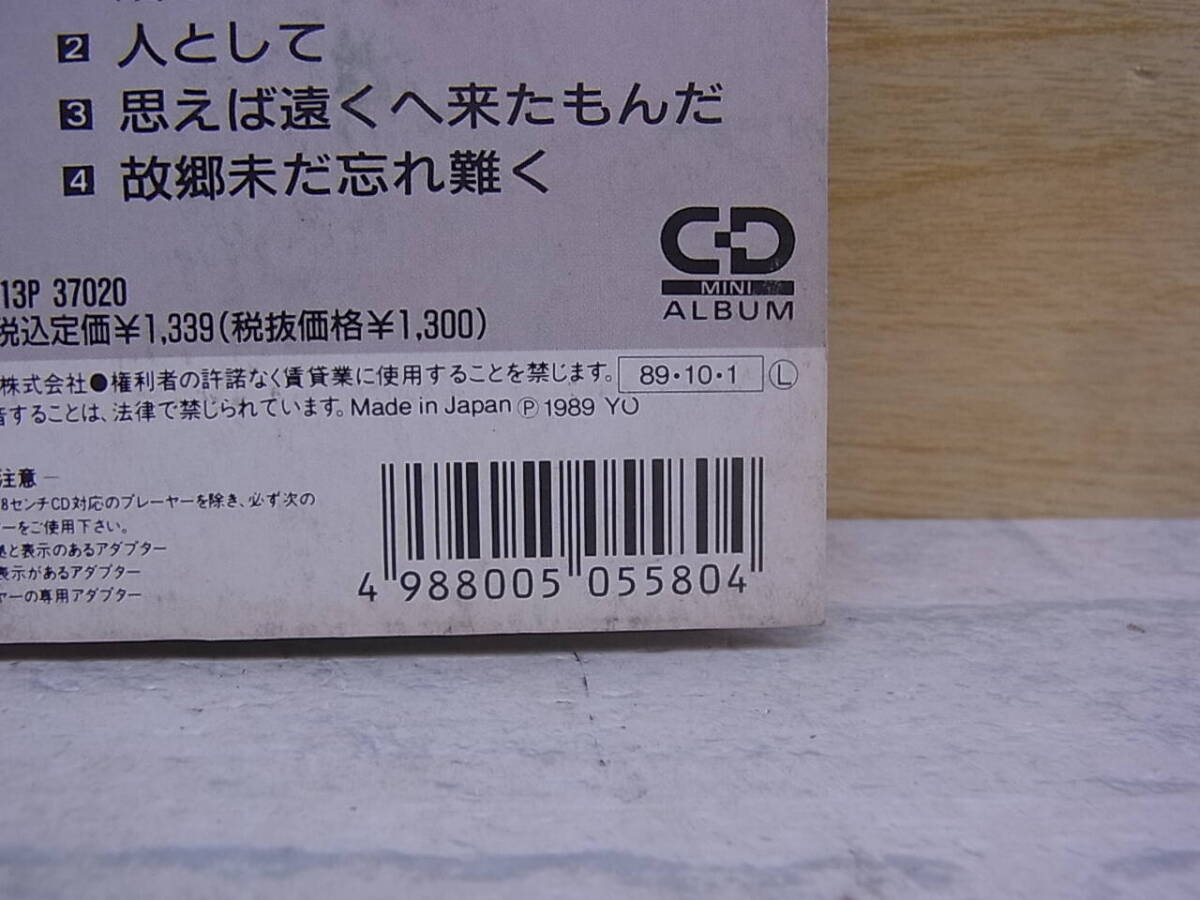 2 人として
3 思えば遠くへ来たもんだ
4 故郷未だ忘れ難く
CD
MINI
ALBUM
13P 37020
税込定価¥1,339(税抜価格¥1,300)
株式会社●権利者の許諾なく賃貸業に使用することを禁じます。 89・10・1 Ⓛ
音することは、法律で禁じられています。Made in Japan Ⓟ 1989 YU
注意
8センチCD対応のプレーヤーを除き、必ず次の
ーをご使用下さい。
と表示のあるアダプター
表示があるアダプター
ヤーの専用アダプター
4 988005 055804